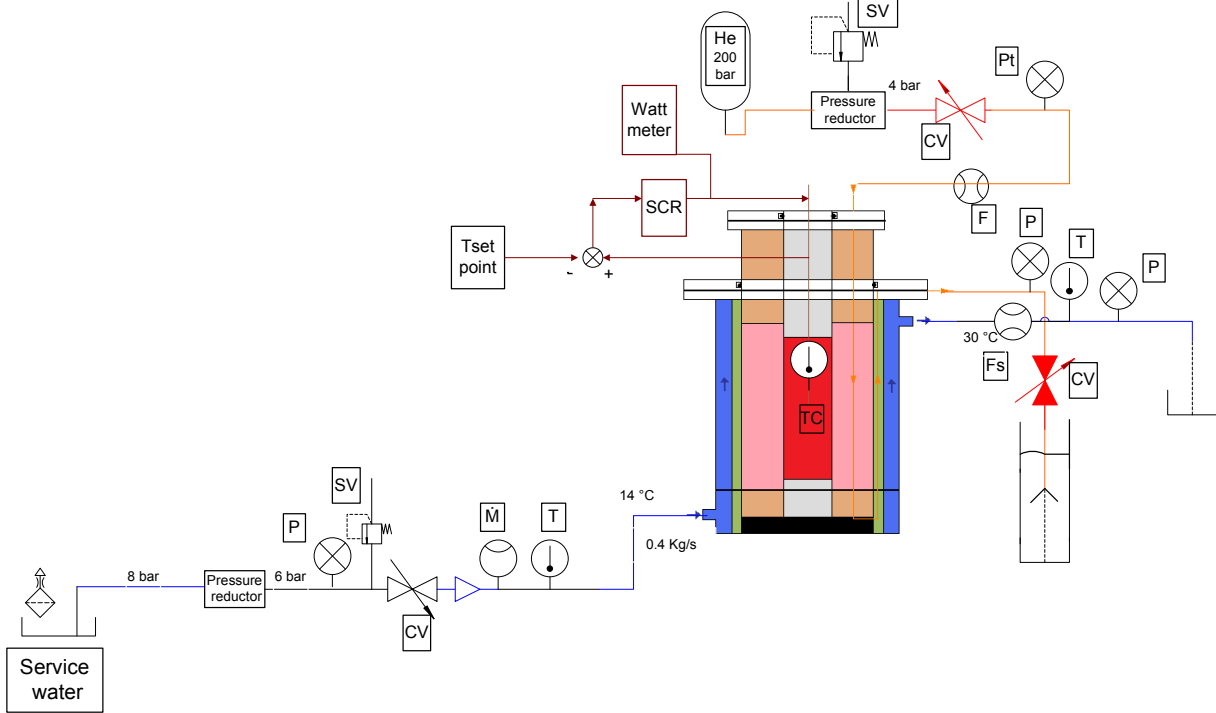 SV
He
200
bar
Pt
4 bar
Pressure
reductor
Watt
meter
CV
SCR
F
P
T
P
Tset
point
-
+
30 °C
Fs
CV
TC
14 °C
SV
Ṁ
T
P
0.4 Kg/s
8 bar
Pressure
reductor
6 bar
CV
Service
water